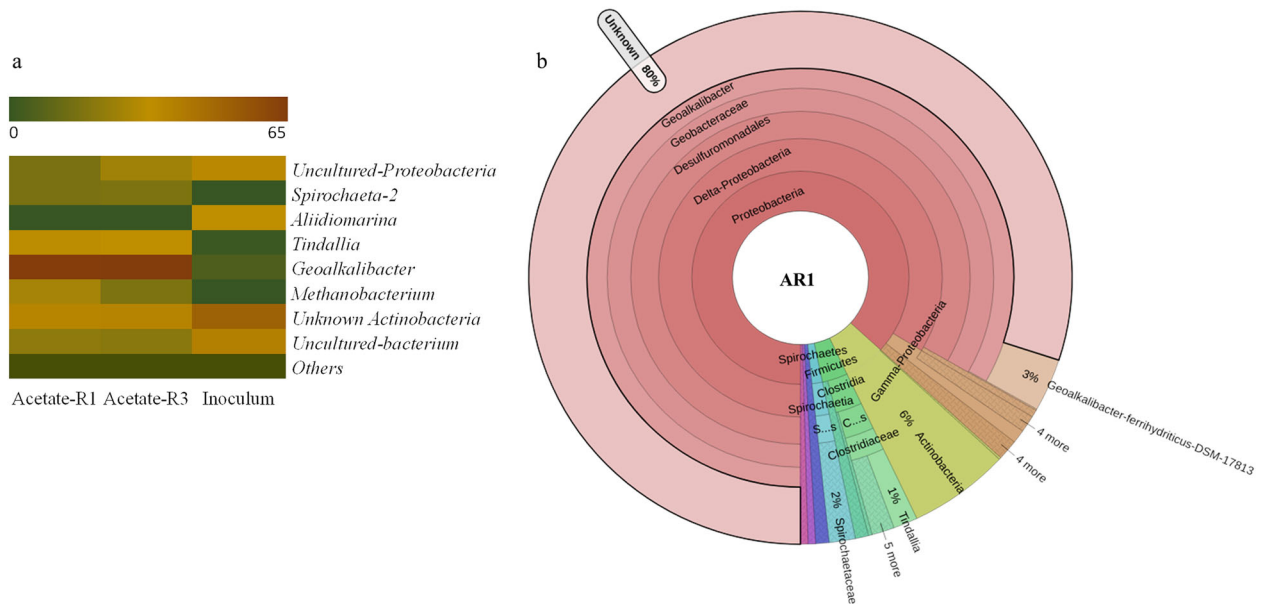 a
0 65
Uncultured-Proteobacteria
Spirochaeta-2
Aliidiomarina
Tindallia
Geoalkalibacter
Methanobacterium
Unknown Actinobacteria
Uncultured-bacterium
Others
Acetate-R1 Acetate-R3 Inoculum
b
Unknown 80%
Geoalkalibacter
Geobacteraceae
Desulfuromonadales
Delta-Proteobacteria
Proteobacteria
AR1
Gamma-Proteobacteria
3% Geoalkalibacter-ferrihydriticus-DSM-17813
4 more
4 more
6% Actinobacteria
Spirochaetes
Firmicutes
Clostridia
Spirochaetia
C...s
S...s
Clostridiaceae
1% Tindallia
5 more
2% Spirochaetaceae